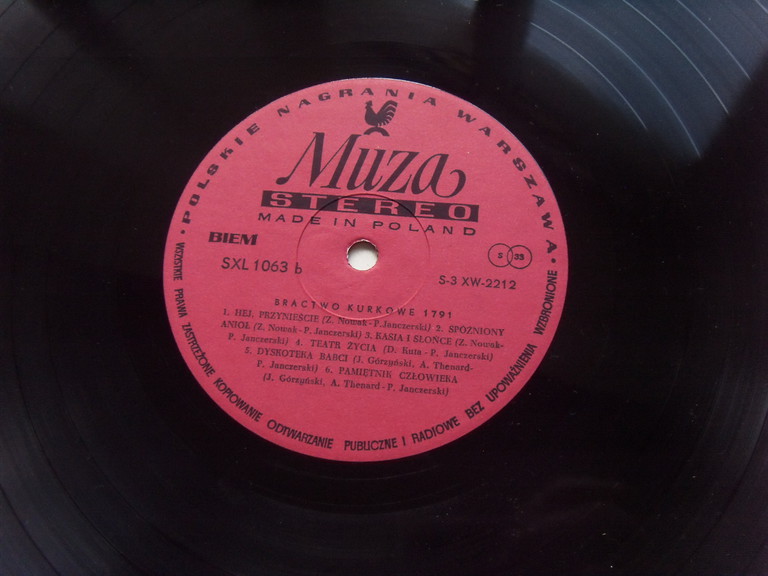 • POLSKIE NAGRANIA WARSZAWA •
Muza
STEREO
MADE IN POLAND
BIEM
S 33
SXL 1063 b
S-3 XW-2212
BRACTWO KURKOWE 1791
1. HEJ, PRZYNIEŚCIE (Z. Nowak-P. Janczerski) 2. SPÓŹNIONY
ANIOŁ (Z. Nowak-P. Janczerski) 3. KASIA I SŁOŃCE (Z. Nowak-
P. Janczerski) 4. TEATR ŻYCIA (D. Kuta - P. Janczerski)
5. DYSKOTEKA BABCI (J. Górzyński, A. Thenard-
P. Janczerski) 6. PAMIĘTNIK CZŁOWIEKA
(J. Górzyński, A. Thenard-P. Janczerski)
WSZYSTKIE PRAWA ZASTRZEŻONE KOPIOWANIE ODTWARZANIE PUBLICZNE I RADIOWE BEZ UPOWAŻNIENIA WZBRONIONE